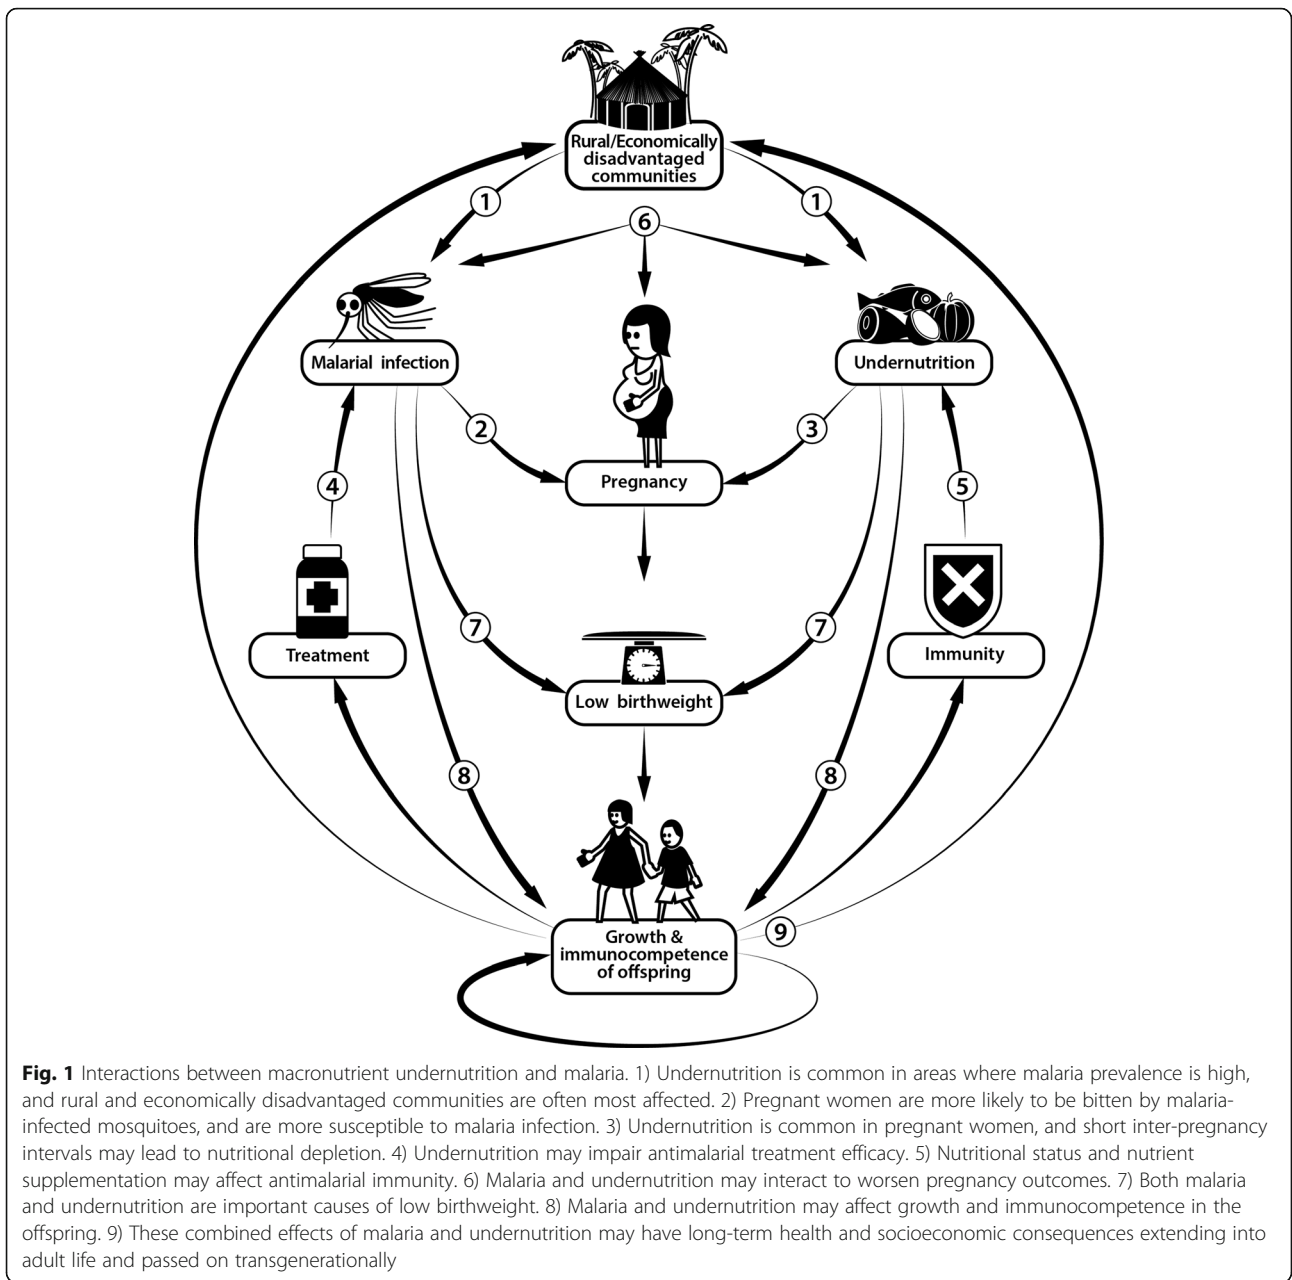 Rural/Economically
disadvantaged
communities
1
1
6
Malarial infection
Undernutrition
2
3
Pregnancy
4
5
Treatment
Immunity
7
7
Low birthweight
8
8
9
Growth &
immunocompetence
of offspring
Fig. 1 Interactions between macronutrient undernutrition and malaria. 1) Undernutrition is common in areas where malaria prevalence is high,
and rural and economically disadvantaged communities are often most affected. 2) Pregnant women are more likely to be bitten by malaria-
infected mosquitoes, and are more susceptible to malaria infection. 3) Undernutrition is common in pregnant women, and short inter-pregnancy
intervals may lead to nutritional depletion. 4) Undernutrition may impair antimalarial treatment efficacy. 5) Nutritional status and nutrient
supplementation may affect antimalarial immunity. 6) Malaria and undernutrition may interact to worsen pregnancy outcomes. 7) Both malaria
and undernutrition are important causes of low birthweight. 8) Malaria and undernutrition may affect growth and immunocompetence in the
offspring. 9) These combined effects of malaria and undernutrition may have long-term health and socioeconomic consequences extending into
adult life and passed on transgenerationally